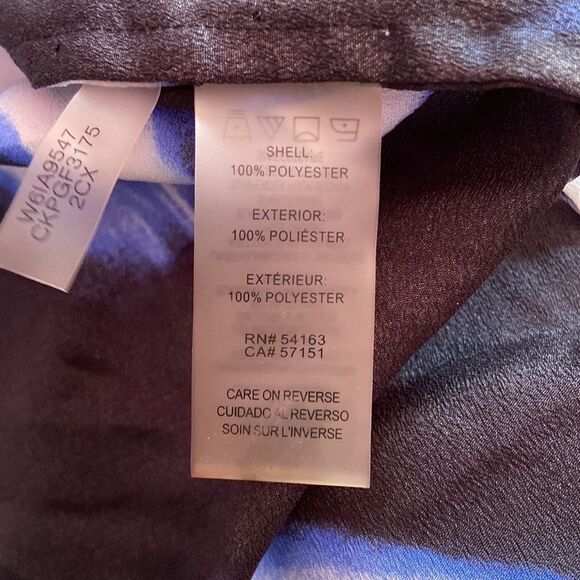 W6IA9547
CKPGF3175
2CX
SHELL:
100% POLYESTER
EXTERIOR:
100% POLIÉSTER
EXTÉRIEUR:
100% POLYESTER
RN# 54163
CA# 57151
CARE ON REVERSE
CUIDADO AL REVERSO
SOIN SUR L'INVERSE